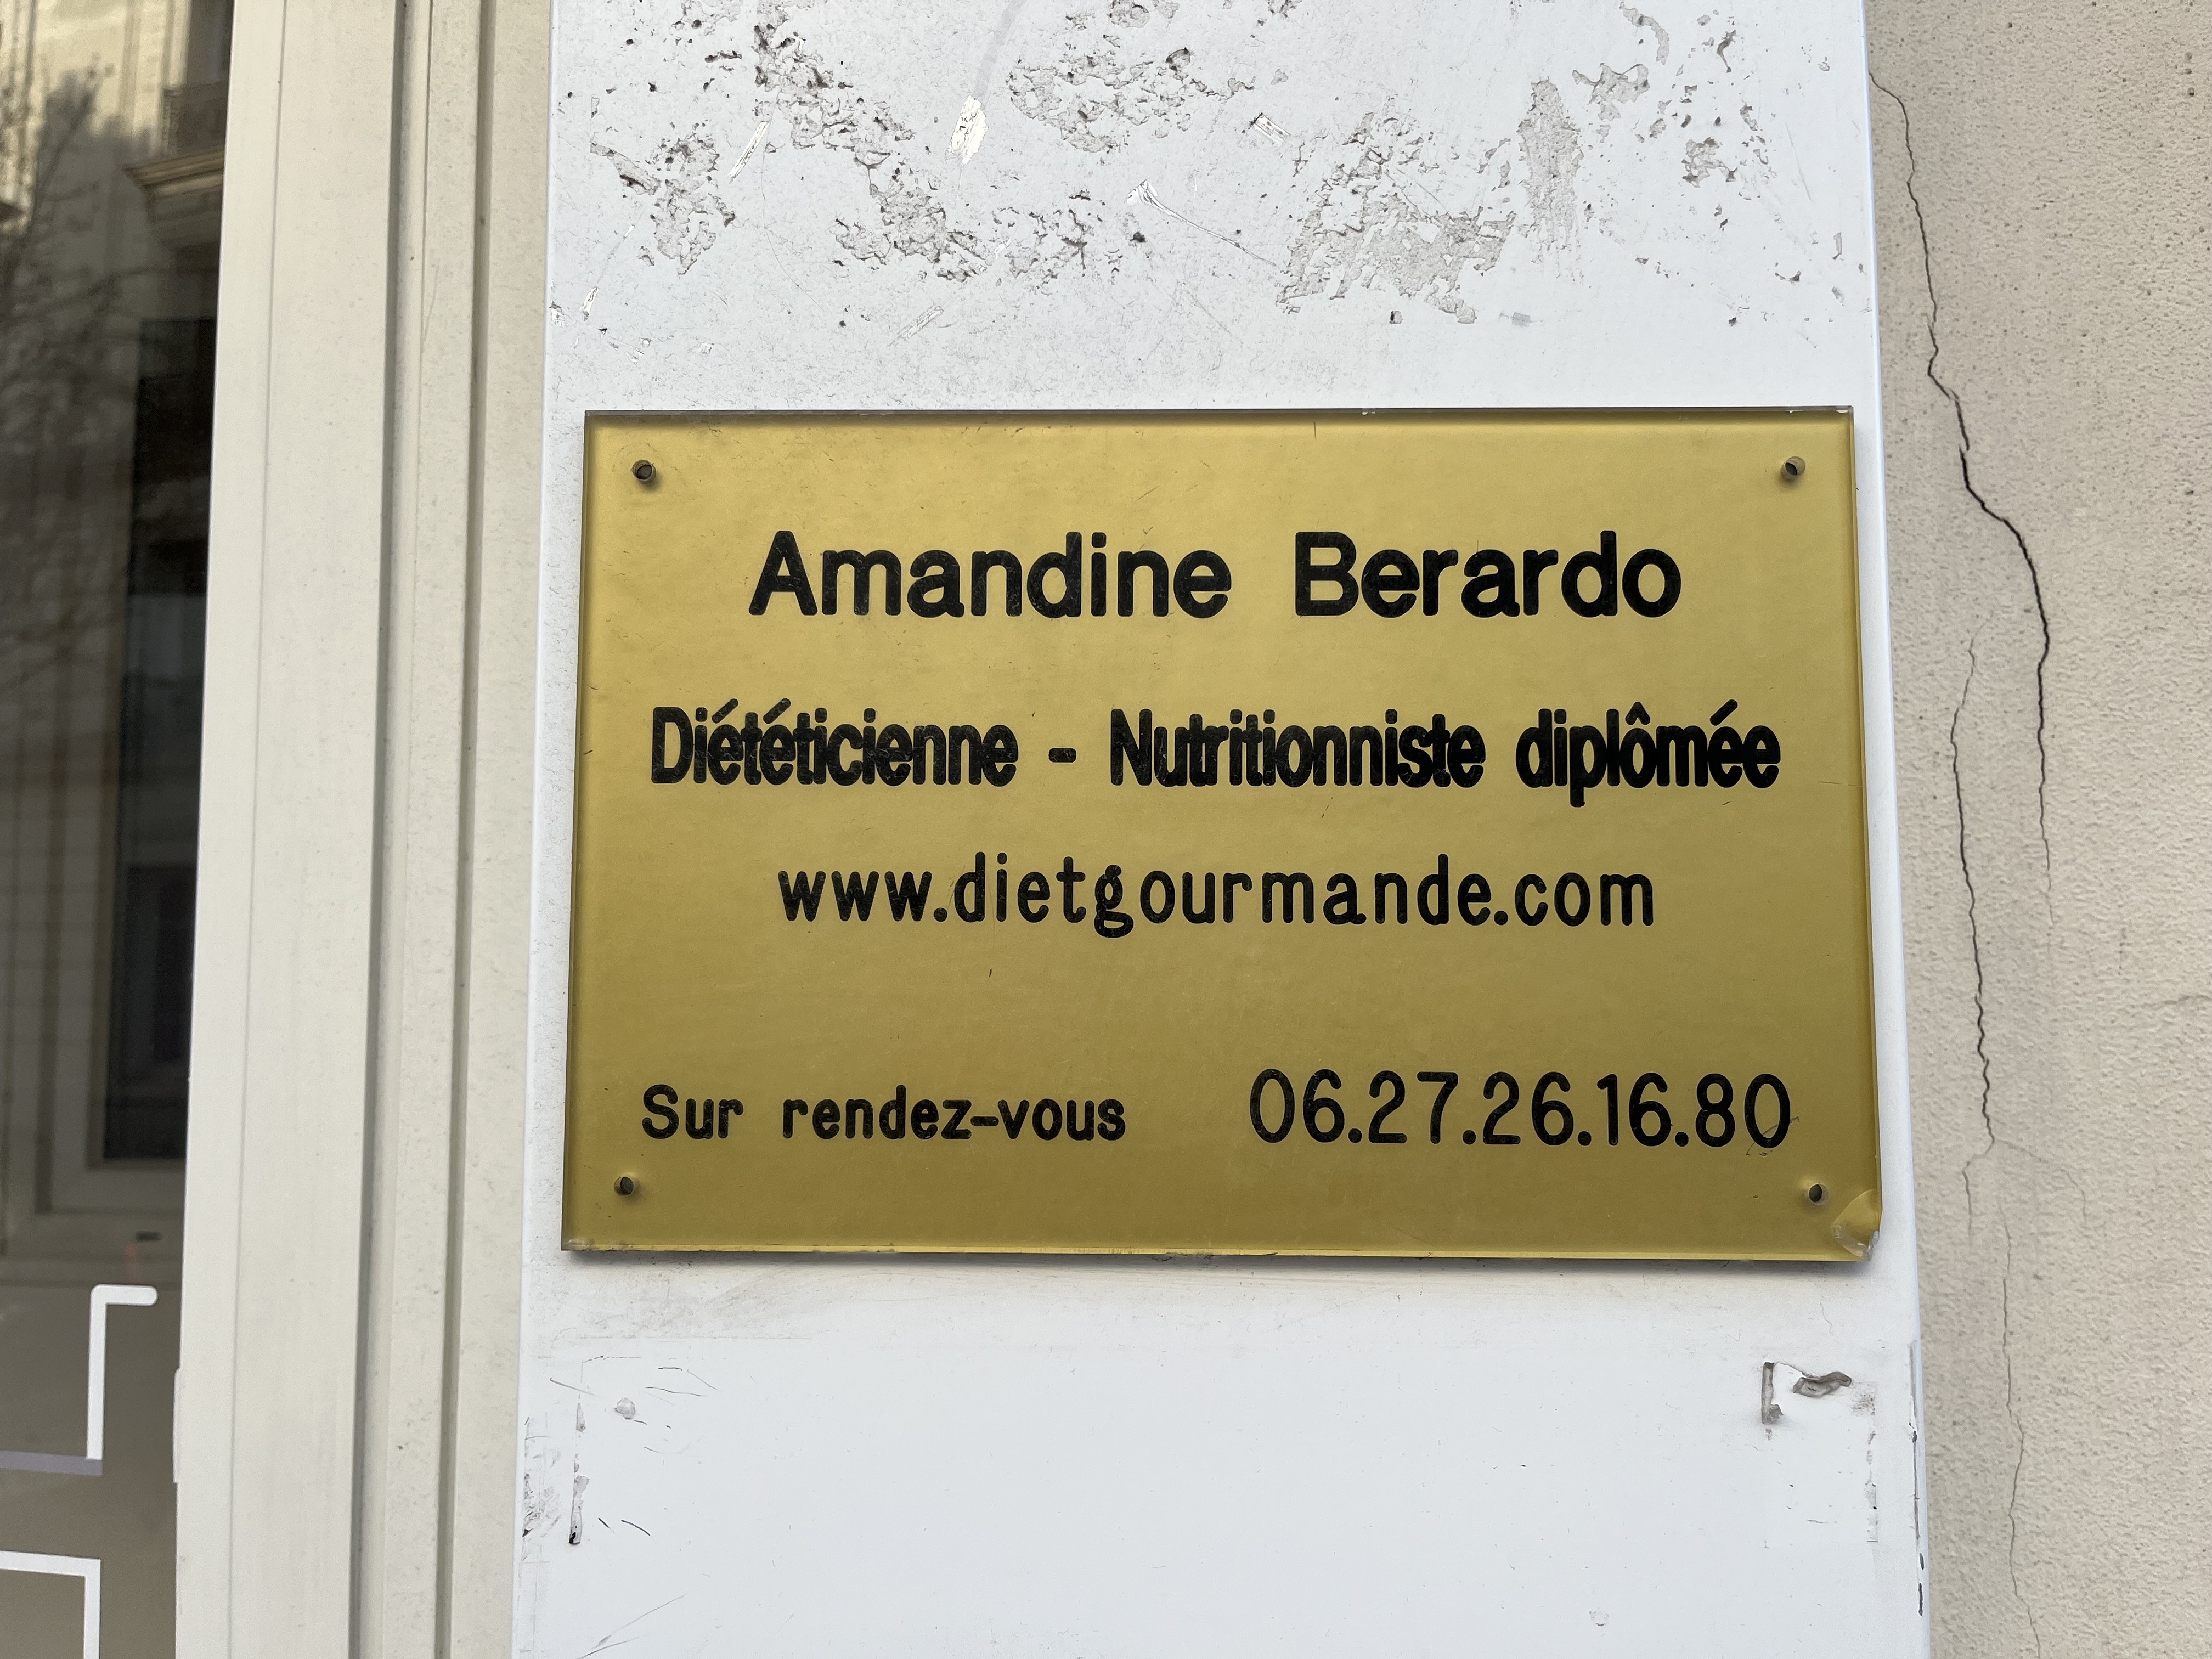 Amandine Berardo
Diététicienne - Nutritionniste diplômée
www.dietgourmande.com
Sur rendez-vous 06.27.26.16.80